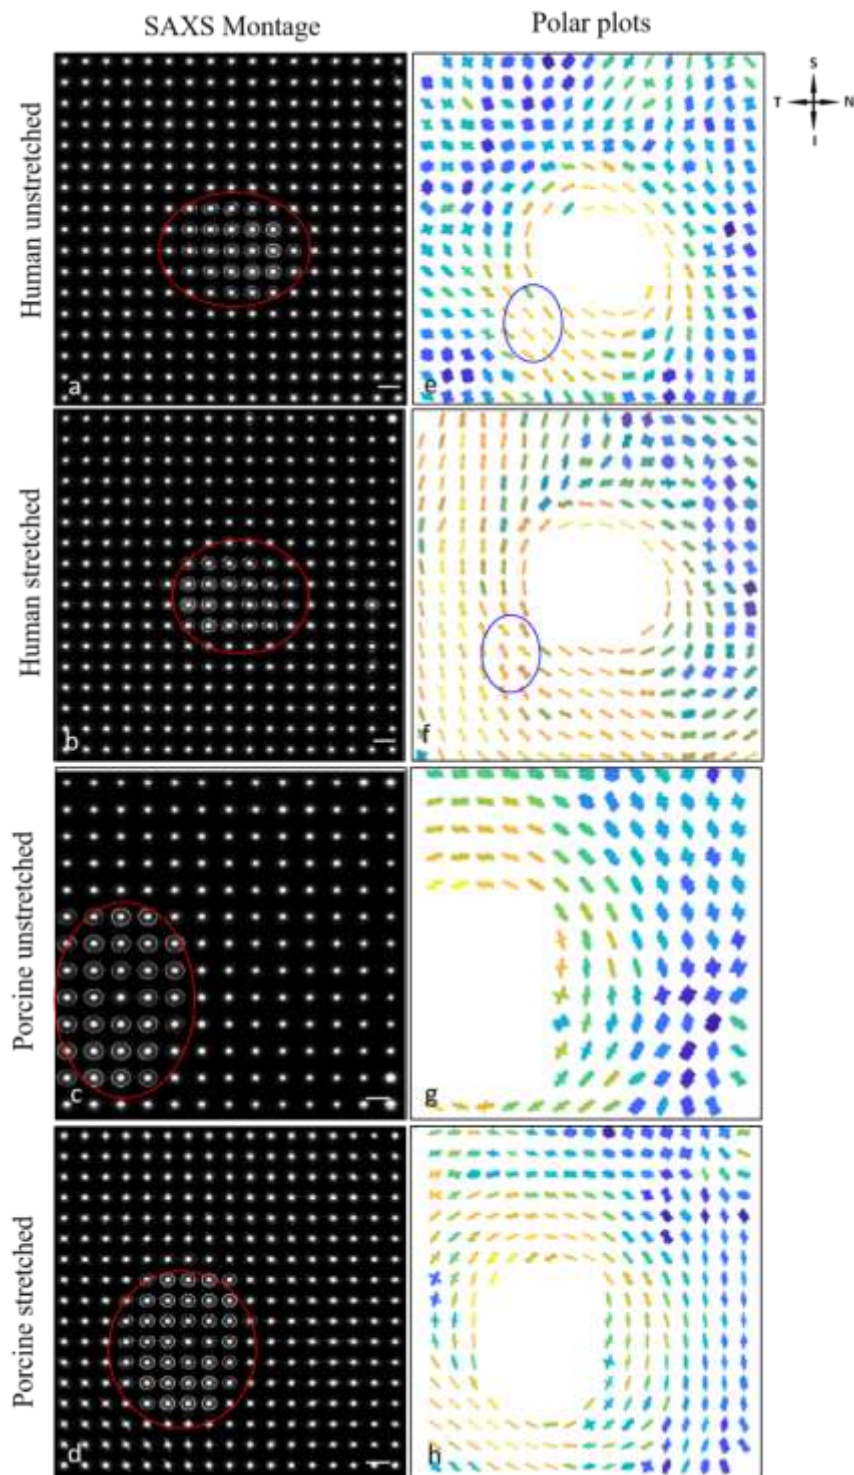 SAXS Montage
Polar plots
S
T N
I
Human unstretched
a
e
Human stretched
b
f
Porcine unstretched
c
g
Porcine stretched
d
h